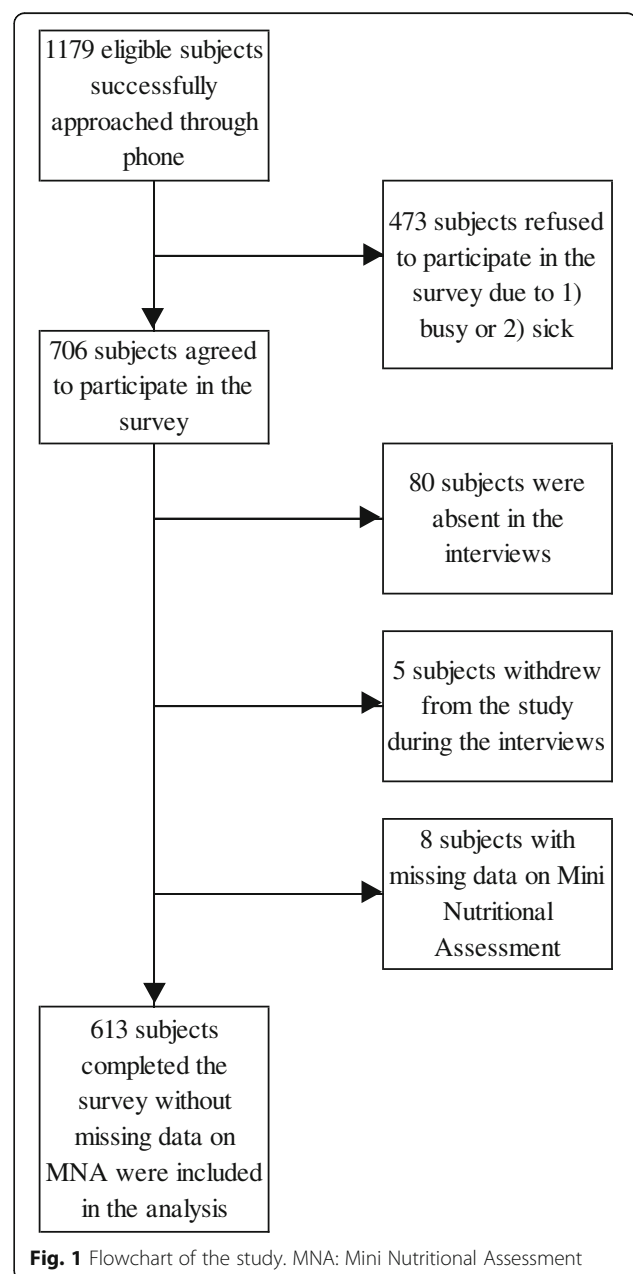 1179 eligible subjects
successfully
approached through
phone
473 subjects refused
to participate in the
survey due to 1)
busy or 2) sick
706 subjects agreed
to participate in the
survey
80 subjects were
absent in the
interviews
5 subjects withdrew
from the study
during the interviews
8 subjects with
missing data on Mini
Nutritional
Assessment
613 subjects
completed the
survey without
missing data on
MNA were included
in the analysis
Fig. 1 Flowchart of the study. MNA: Mini Nutritional Assessment